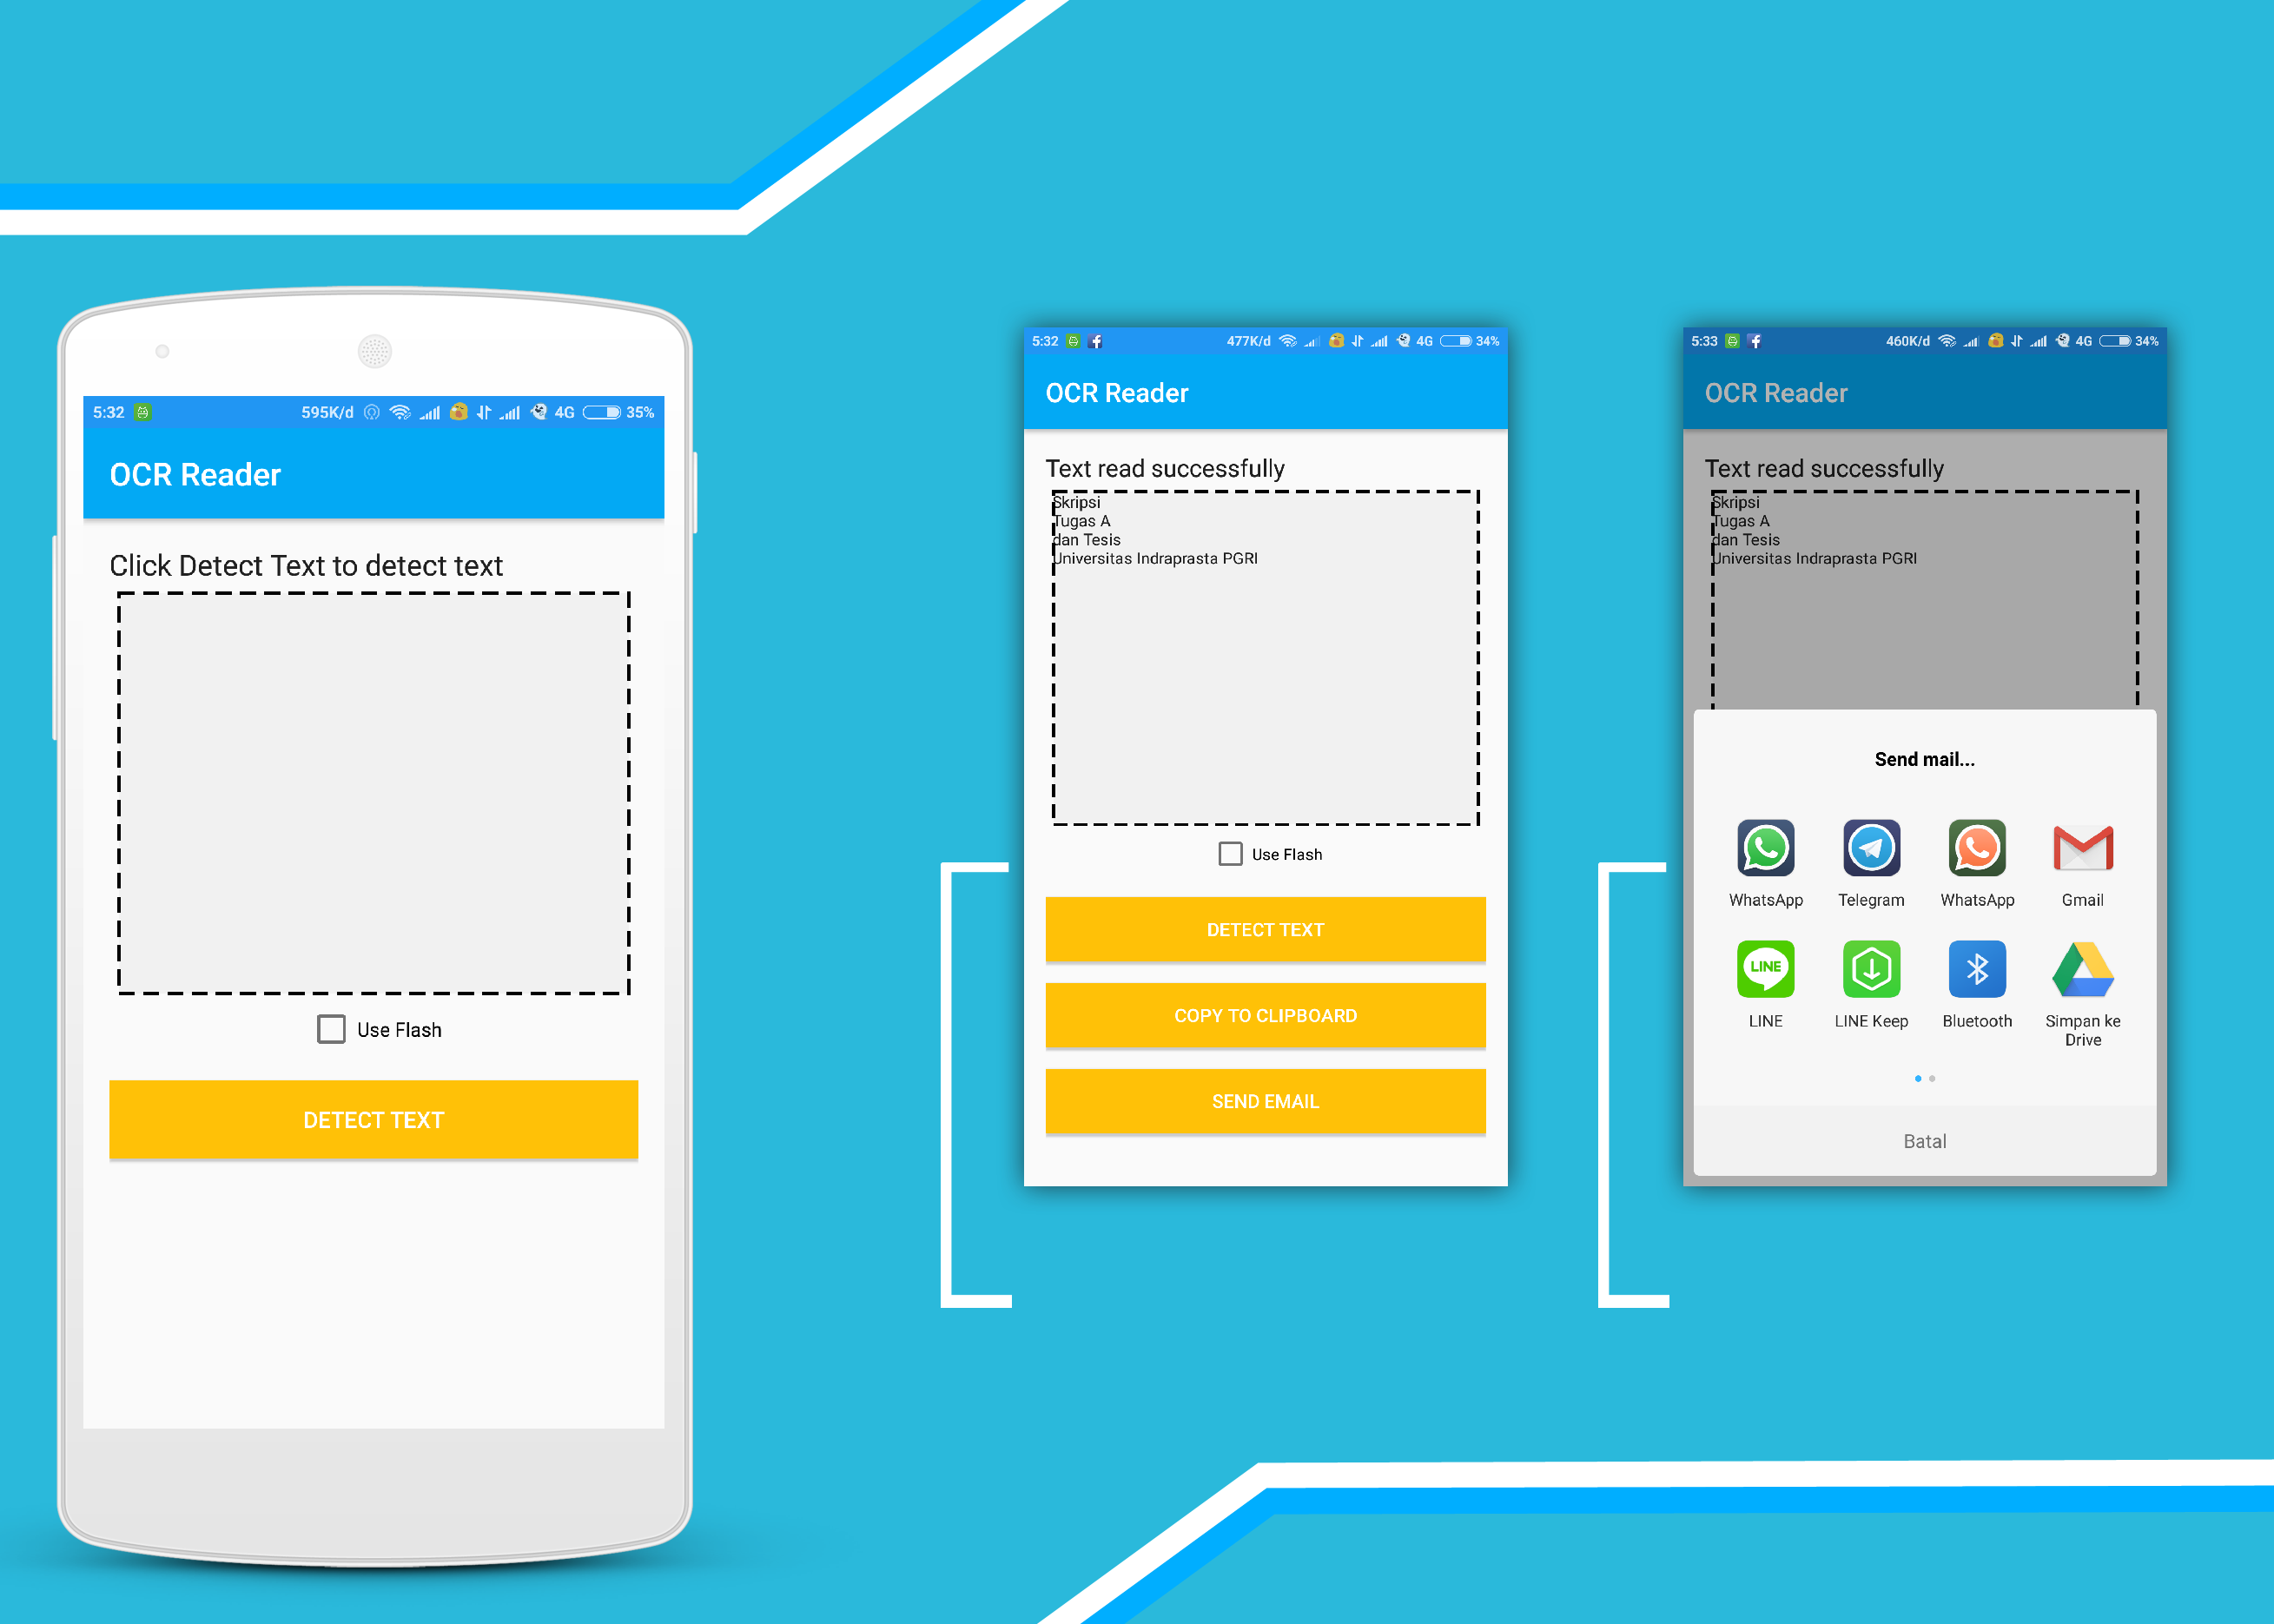 5:32 595K/d 4G 35%
OCR Reader
Click Detect Text to detect text
Use Flash
DETECT TEXT
5:32 477K/d 4G 34%
OCR Reader
Text read successfully
Skripsi
Tugas A
dan Tesis
Universitas Indraprasta PGRI
Use Flash
DETECT TEXT
COPY TO CLIPBOARD
SEND EMAIL
5:33 460K/d 4G 34%
OCR Reader
Text read successfully
Skripsi
Tugas A
dan Tesis
Universitas Indraprasta PGRI
Send mail...
WhatsApp Telegram WhatsApp Gmail
LINE
LINE LINE Keep Bluetooth Simpan ke
Drive
Batal